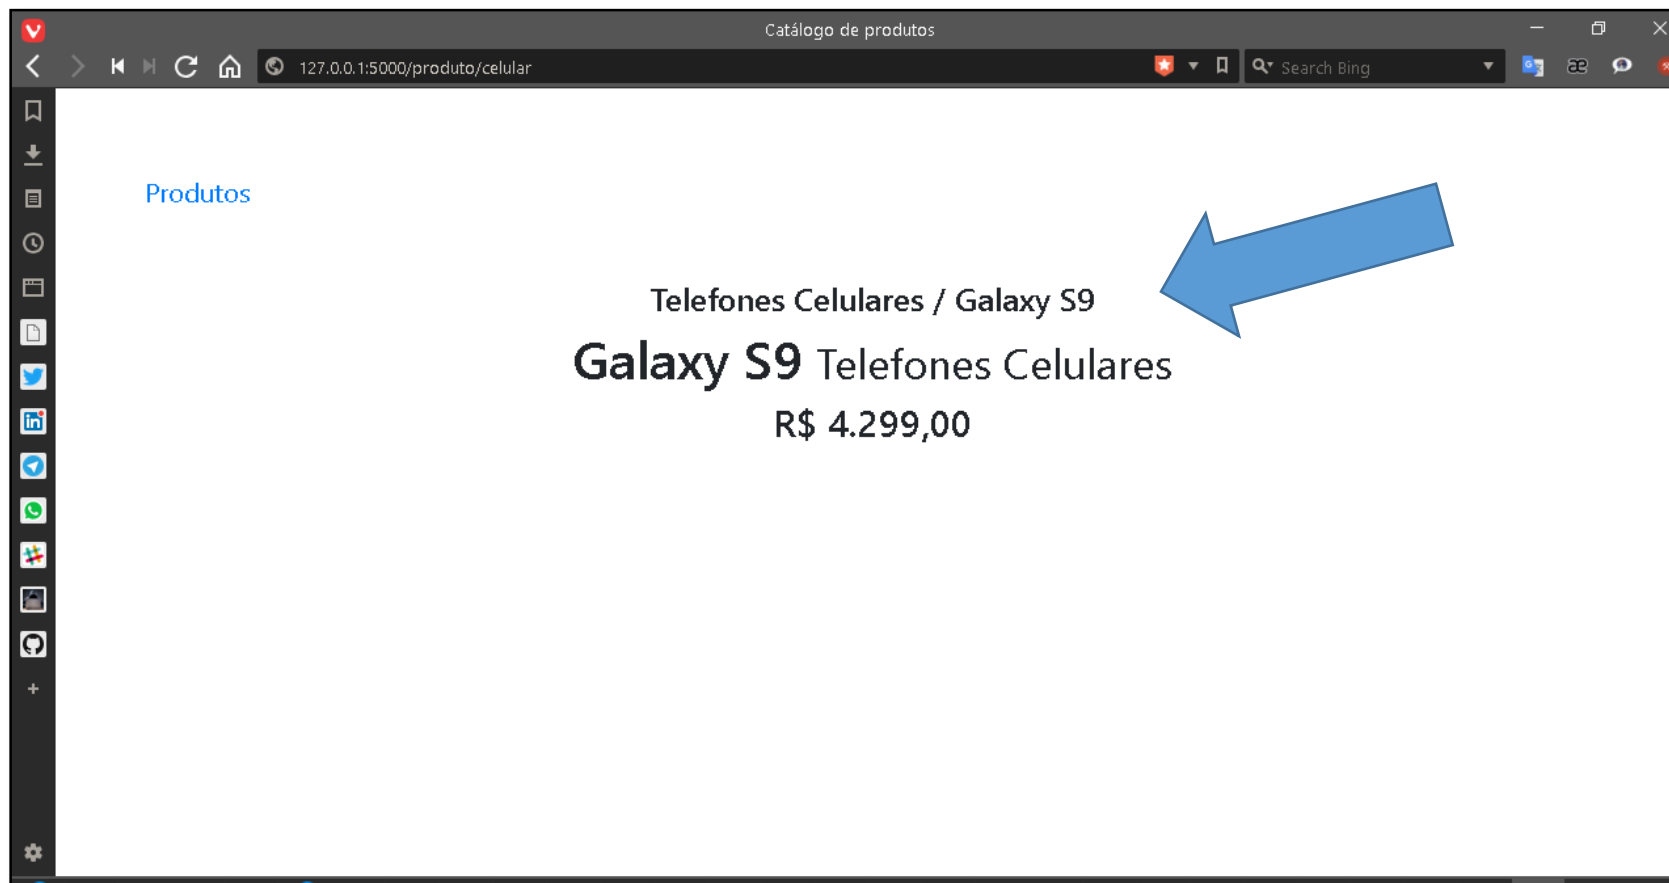 Catálogo de produtos
127.0.0.1:5000/produto/celular
Search Bing
Produtos
Telefones Celulares / Galaxy S9
Galaxy S9 Telefones Celulares
R$ 4.299,00